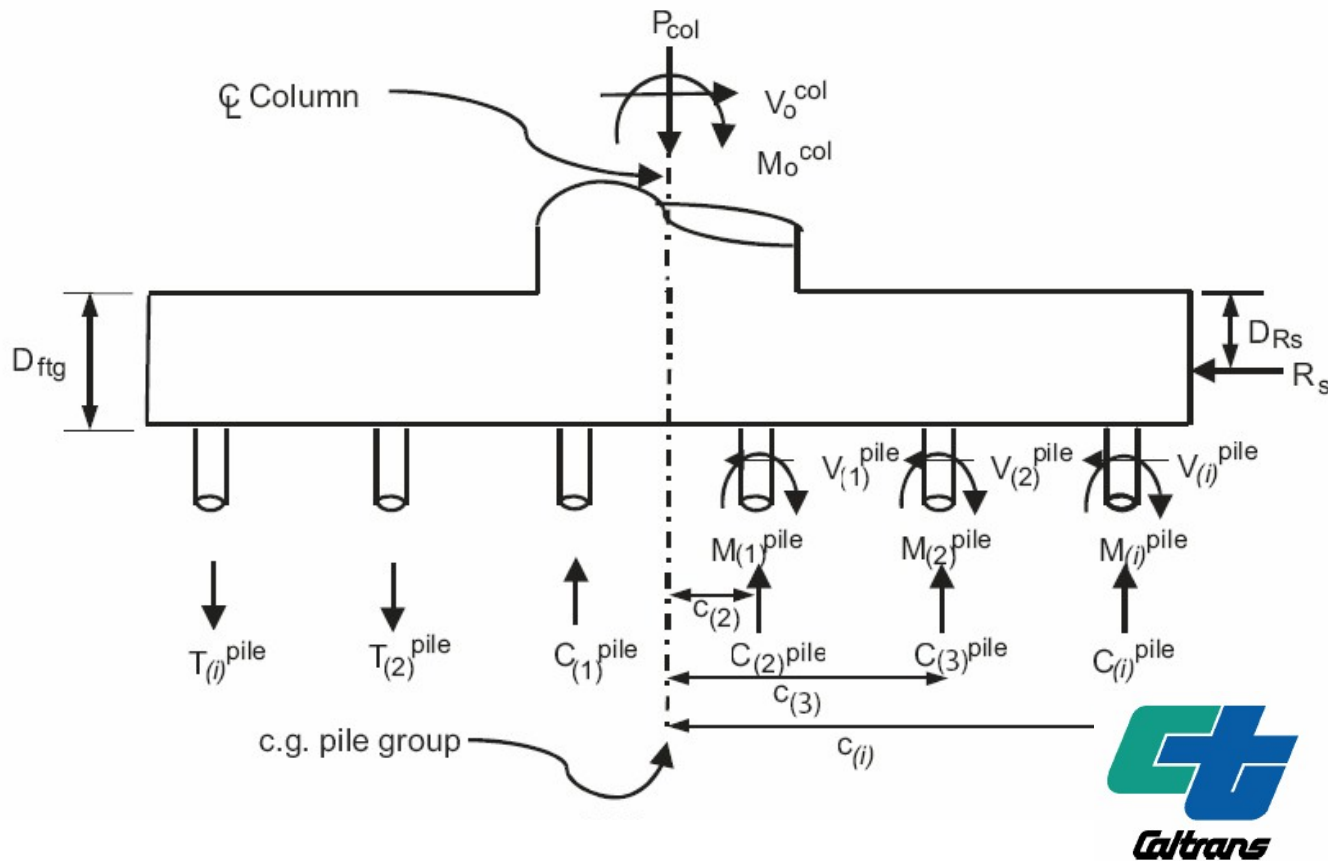 P_col
℄ Column
V_o^col
M_o^col
D_ftg
D_Rs
R_s
V_(1)^pile
V_(2)^pile
V_(i)^pile
M_(1)^pile
M_(2)^pile
M_(i)^pile
c_(2)
T_(i)^pile
T_(2)^pile
C_(1)^pile
C_(2)^pile
C_(3)^pile
C_(i)^pile
c_(3)
c.g. pile group
c_(i)
ct
Caltrans